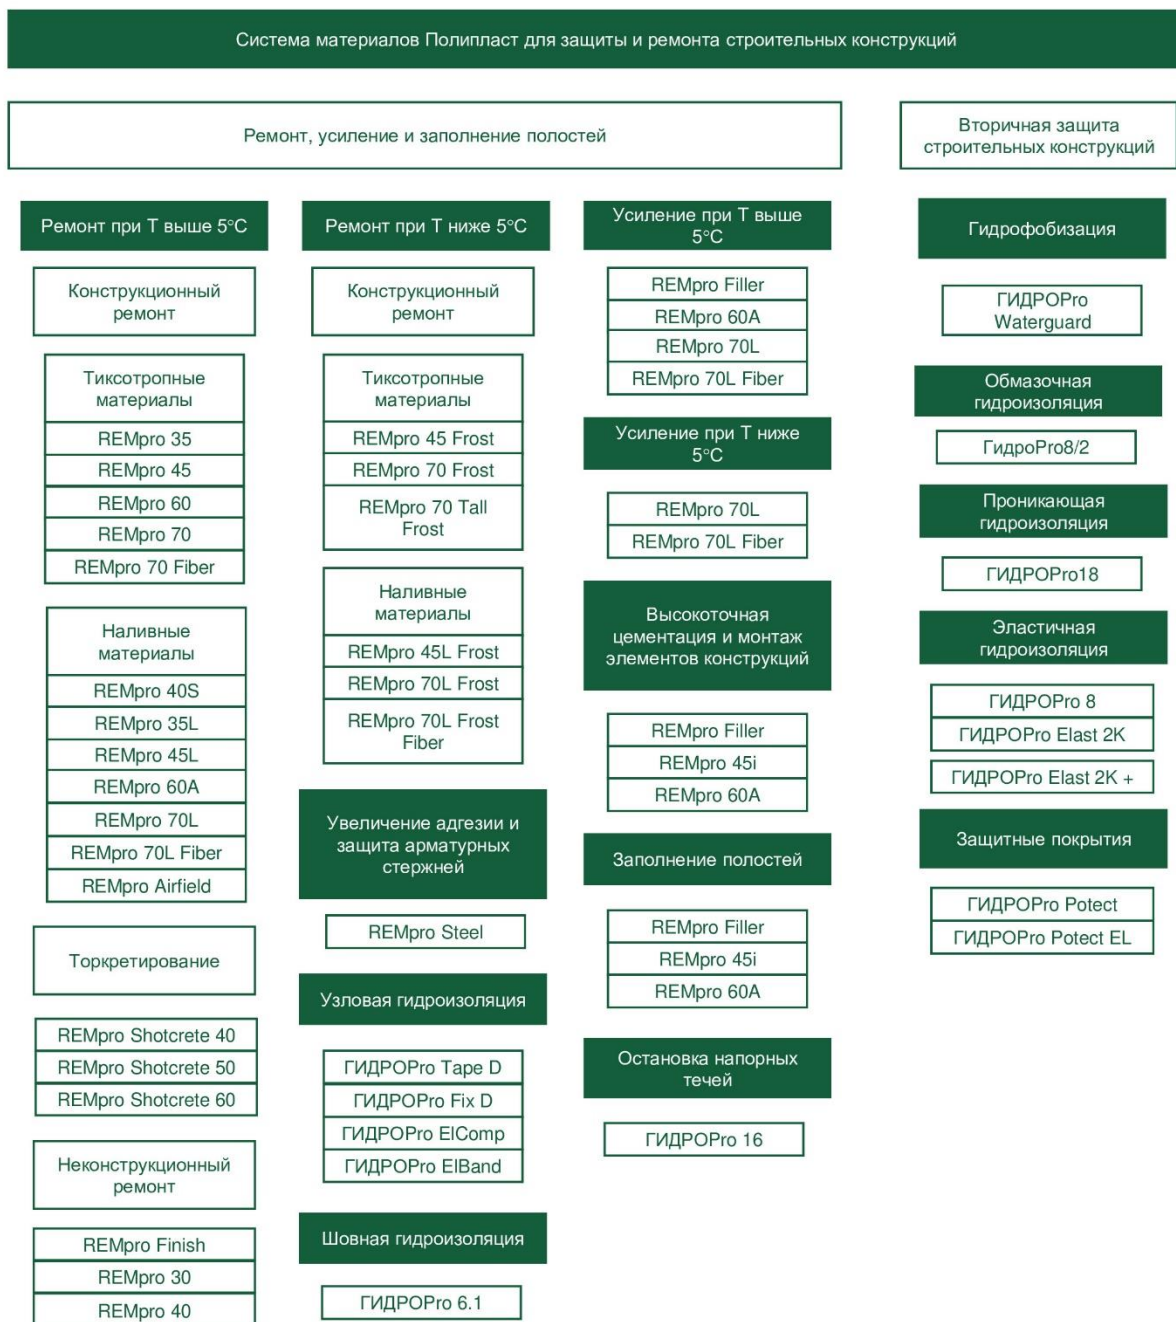 Система материалов Полипласт для защиты и ремонта строительных конструкций
Ремонт, усиление и заполнение полостей
Вторичная защита
строительных конструкций
Ремонт при Т выше 5°C
Конструкционный
ремонт
Тиксотропные
материалы
REMpro 35
REMpro 45
REMpro 60
REMpro 70
REMpro 70 Fiber
Наливные
материалы
REMpro 40S
REMpro 35L
REMpro 45L
REMpro 60A
REMpro 70L
REMpro 70L Fiber
REMpro Airfield
Торкретирование
REMpro Shotcrete 40
REMpro Shotcrete 50
REMpro Shotcrete 60
Неконструкционный
ремонт
REMpro Finish
REMpro 30
REMpro 40
Ремонт при Т ниже 5°C
Конструкционный
ремонт
Тиксотропные
материалы
REMpro 45 Frost
REMpro 70 Frost
REMpro 70 Tall
Frost
Наливные
материалы
REMpro 45L Frost
REMpro 70L Frost
REMpro 70L Frost
Fiber
Увеличение адгезии и
защита арматурных
стержней
REMpro Steel
Узловая гидроизоляция
ГИДРОPro Tape D
ГИДРОPro Fix D
ГИДРОPro ElComp
ГИДРОPro ElBand
Шовная гидроизоляция
ГИДРОPro 6.1
Усиление при Т выше
5°C
REMpro Filler
REMpro 60A
REMpro 70L
REMpro 70L Fiber
Усиление при Т ниже
5°C
REMpro 70L
REMpro 70L Fiber
Высокоточная
цементация и монтаж
элементов конструкций
REMpro Filler
REMpro 45i
REMpro 60A
Заполнение полостей
REMpro Filler
REMpro 45i
REMpro 60A
Остановка напорных
течей
ГИДРОPro 16
Гидрофобизация
ГИДРОPro
Waterguard
Обмазочная
гидроизоляция
ГидроPro8/2
Проникающая
гидроизоляция
ГИДРОPro18
Эластичная
гидроизоляция
ГИДРОPro 8
ГИДРОPro Elast 2K
ГИДРОPro Elast 2K +
Защитные покрытия
ГИДРОPro Potect
ГИДРОPro Potect EL